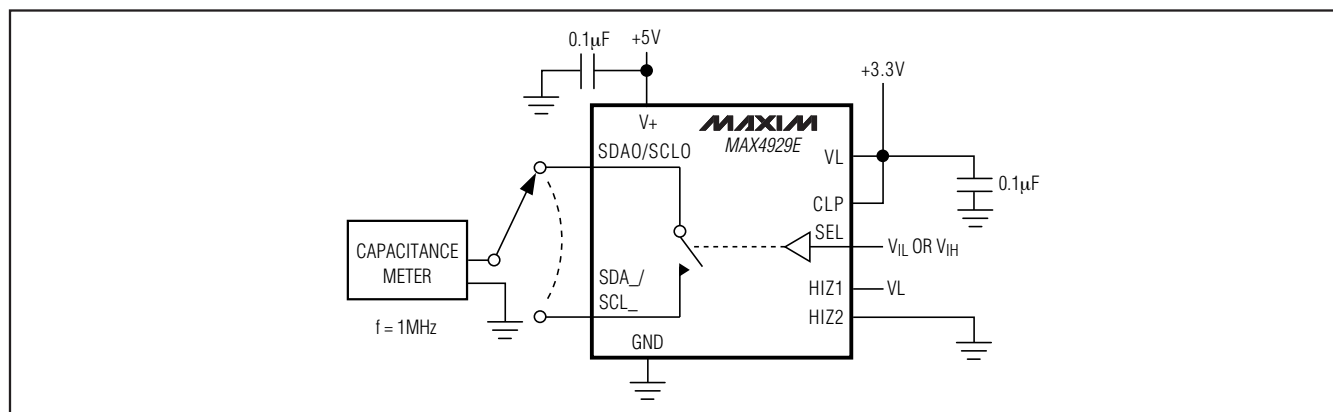 0.1µF
+5V
+3.3V
V+
MAXIM
MAX4929E
SDA0/SCL0
VL
0.1µF
CLP
SEL
VIL OR VIH
CAPACITANCE
METER
SDA_/
SCL_
HIZ1
VL
HIZ2
f = 1MHz
GND